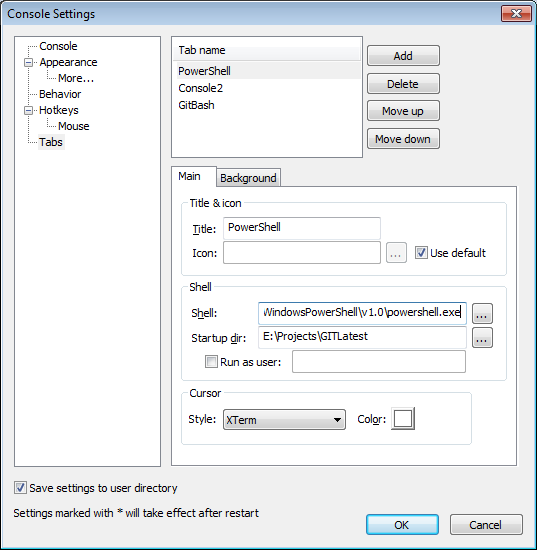 Console Settings
Console
Appearance
More...
Behavior
Hotkeys
Mouse
Tabs
Tab name
PowerShell
Console2
GitBash
Add
Delete
Move up
Move down
Main
Background
Title & icon
Title: PowerShell
Icon: ... Use default
Shell
Shell: WindowsPowerShell\v1.0\powershell.exe ...
Startup dir: E:\Projects\GITLatest ...
Run as user:
Cursor
Style: XTerm Color:
Save settings to user directory
Settings marked with * will take effect after restart
OK Cancel